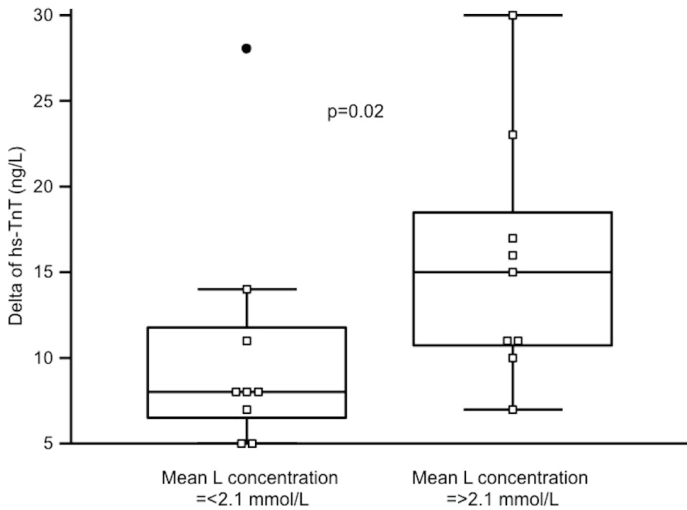 30
25
20
15
10
5
Delta of hs-TnT (ng/L)
p=0.02
Mean L concentration
=<2.1 mmol/L
Mean L concentration
=>2.1 mmol/L